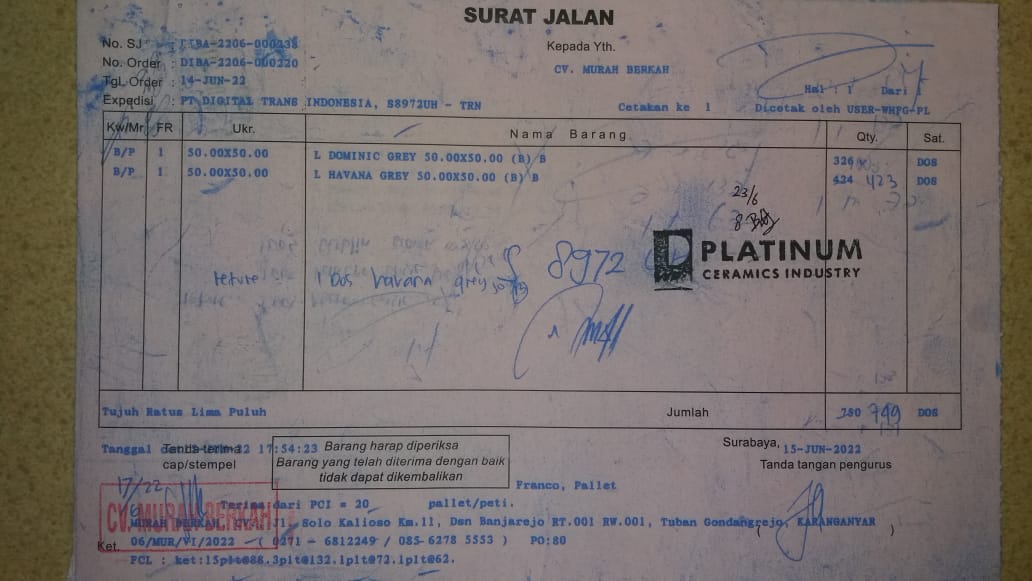 SURAT JALAN
No. SJ : DIBA-2206-000238
Kepada Yth.
No. Order : DIBA-2206-000220
CV. MURAH BERKAH
Tgl. Order : 14-JUN-22
Hal : 1 Dari 1
Expedisi : PT DIGITAL TRANS INDONESIA, S8972UH - TRN
Cetakan ke 1 Dicetak oleh USER-WHFG-PL
Kw/Mr FR Ukr. Nama Barang Qty. Sat.
B/P 1 50.00X50.00 L DOMINIC GREY 50.00X50.00 (B) B 326 DOS
B/P 1 50.00X50.00 L HAVANA GREY 50.00X50.00 (B) B 424 423 DOS
23/6
8
PLATINUM
CERAMICS INDUSTRY
8972
reture 1 Dos havana grey
Tujuh Ratus Lima Puluh Jumlah 750 749 DOS
Tanggal 22 17:54:23
Tanda terima
cap/stempel
Barang harap diperiksa
Barang yang telah diterima dengan baik
tidak dapat dikembalikan
Surabaya, 15-JUN-2022
Tanda tangan pengurus
Franco, Pallet
17/22
Terima dari PCI = 20 pallet/peti.
CV. MURAH BERKAH
MURAH BERKAH, CV. Jl. Solo Kalioso Km.11, Dsn Banjarejo RT.001 RW.001, Tuban Gondangrejo, KARANGANYAR
Ket. 06/MUR/VI/2022 - ( 0271 - 6812249 / 085-6278 5553 ) PO:80
( )
PCL : ket:15plt@88.3plt@132.1plt@72.1plt@62.